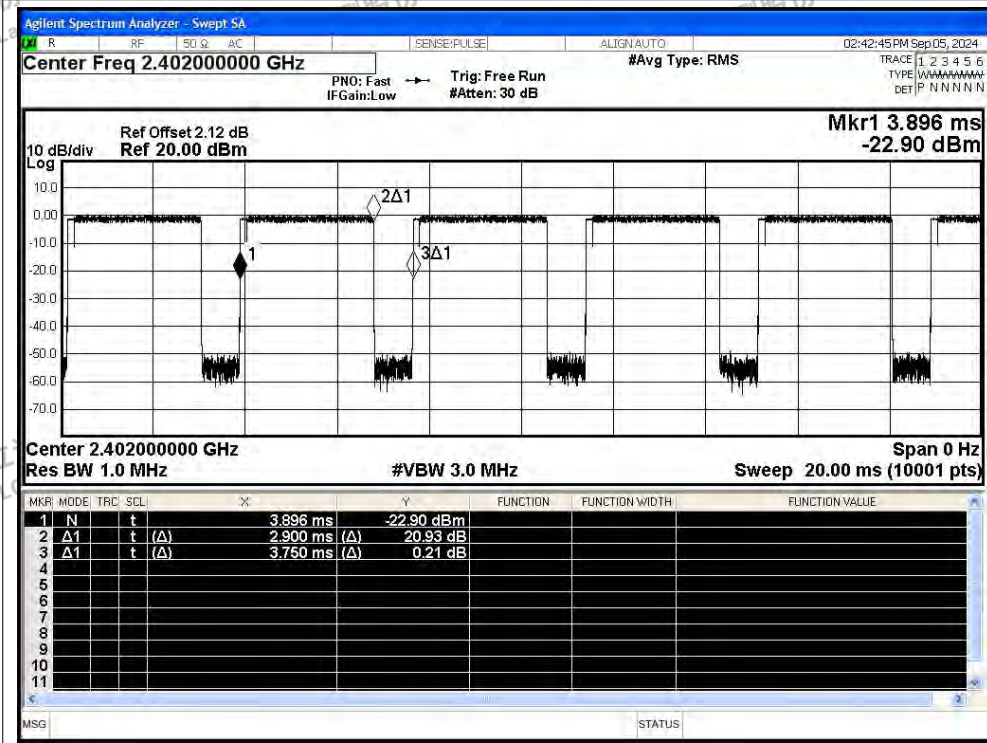 Agilent Spectrum Analyzer - Swept SA
LXI R RF 50 Ω AC SENSE:PULSE ALIGN AUTO 02:42:45 PM Sep 05, 2024
Center Freq 2.402000000 GHz #Avg Type: RMS TRACE 1 2 3 4 5 6
PNO: Fast Trig: Free Run TYPE WWWWWW
IFGain:Low #Atten: 30 dB DET P N N N N N
Mkr1 3.896 ms
Ref Offset 2.12 dB
10 dB/div Ref 20.00 dBm -22.90 dBm
Log
10.0
2Δ1
0.00
-10.0
1 3Δ1
-20.0
-30.0
-40.0
-50.0
-60.0
-70.0
Center 2.402000000 GHz Span 0 Hz
Res BW 1.0 MHz #VBW 3.0 MHz Sweep 20.00 ms (10001 pts)
MKR MODE TRC SCL X Y FUNCTION FUNCTION WIDTH FUNCTION VALUE
1 N t 3.896 ms -22.90 dBm
2 Δ1 t (Δ) 2.900 ms (Δ) 20.93 dB
3 Δ1 t (Δ) 3.750 ms (Δ) 0.21 dB
4
5
6
7
8
9
10
11
MSG STATUS